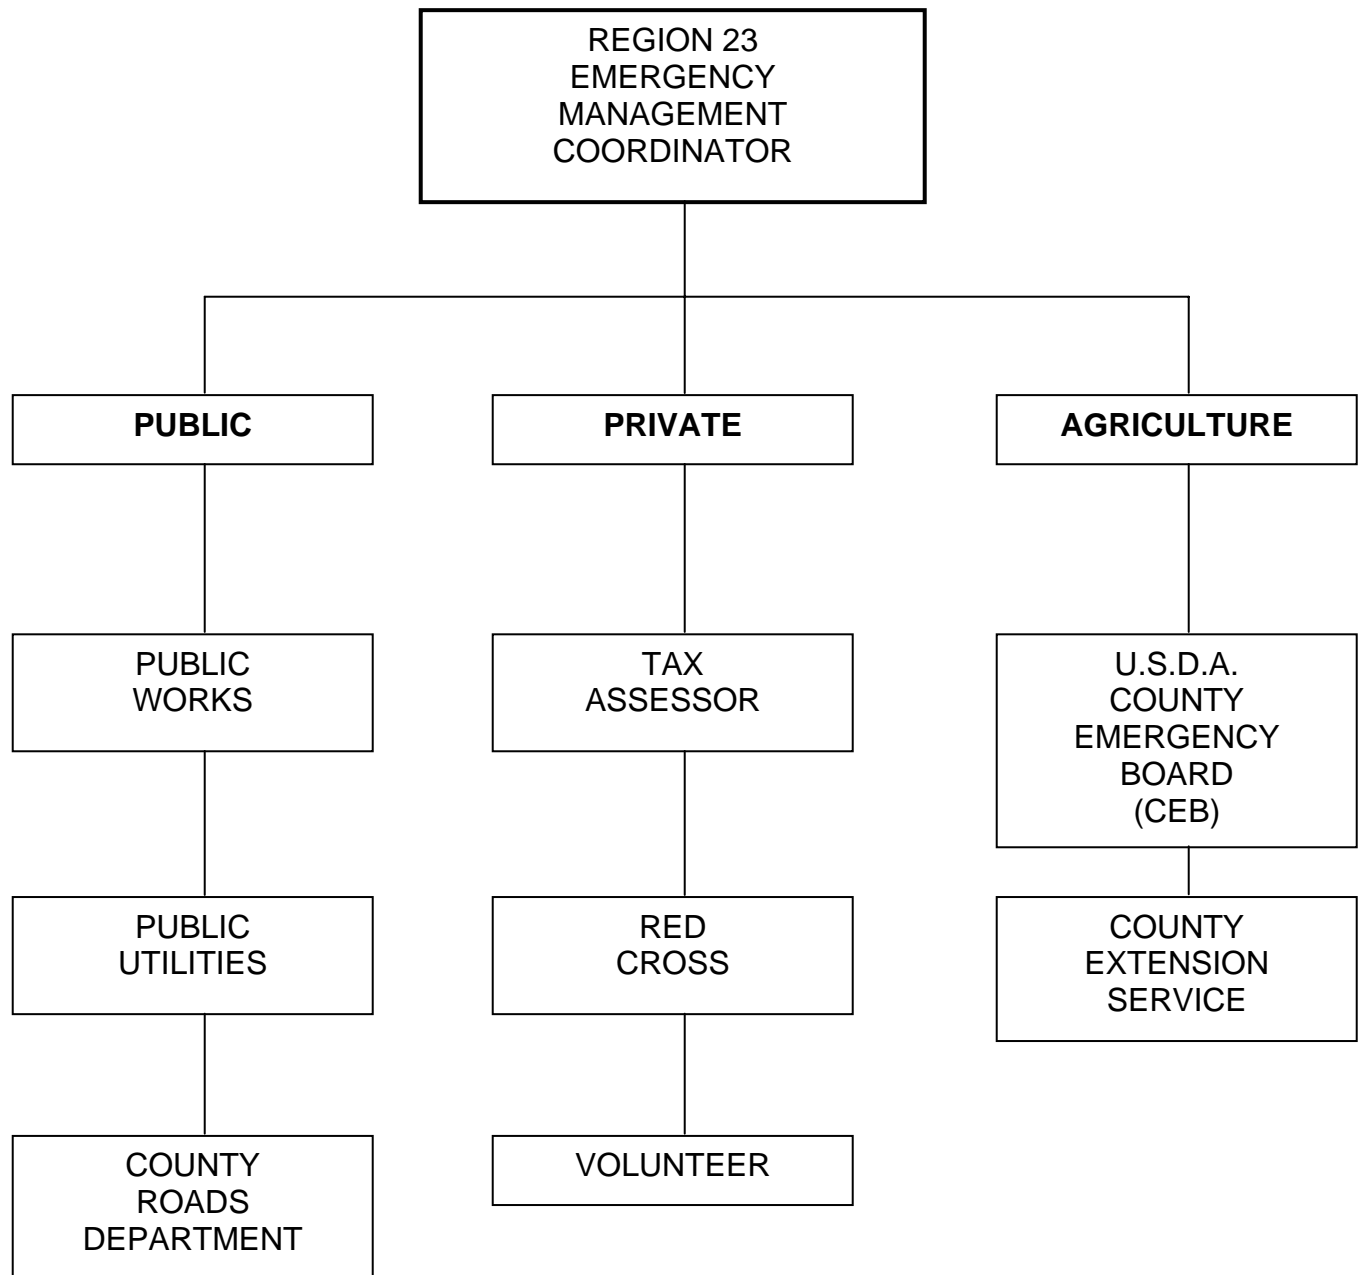 REGION 23
EMERGENCY
MANAGEMENT
COORDINATOR
PUBLIC
PRIVATE
AGRICULTURE
PUBLIC
WORKS
TAX
ASSESSOR
U.S.D.A.
COUNTY
EMERGENCY
BOARD
(CEB)
PUBLIC
UTILITIES
RED
CROSS
COUNTY
EXTENSION
SERVICE
COUNTY
ROADS
DEPARTMENT
VOLUNTEER